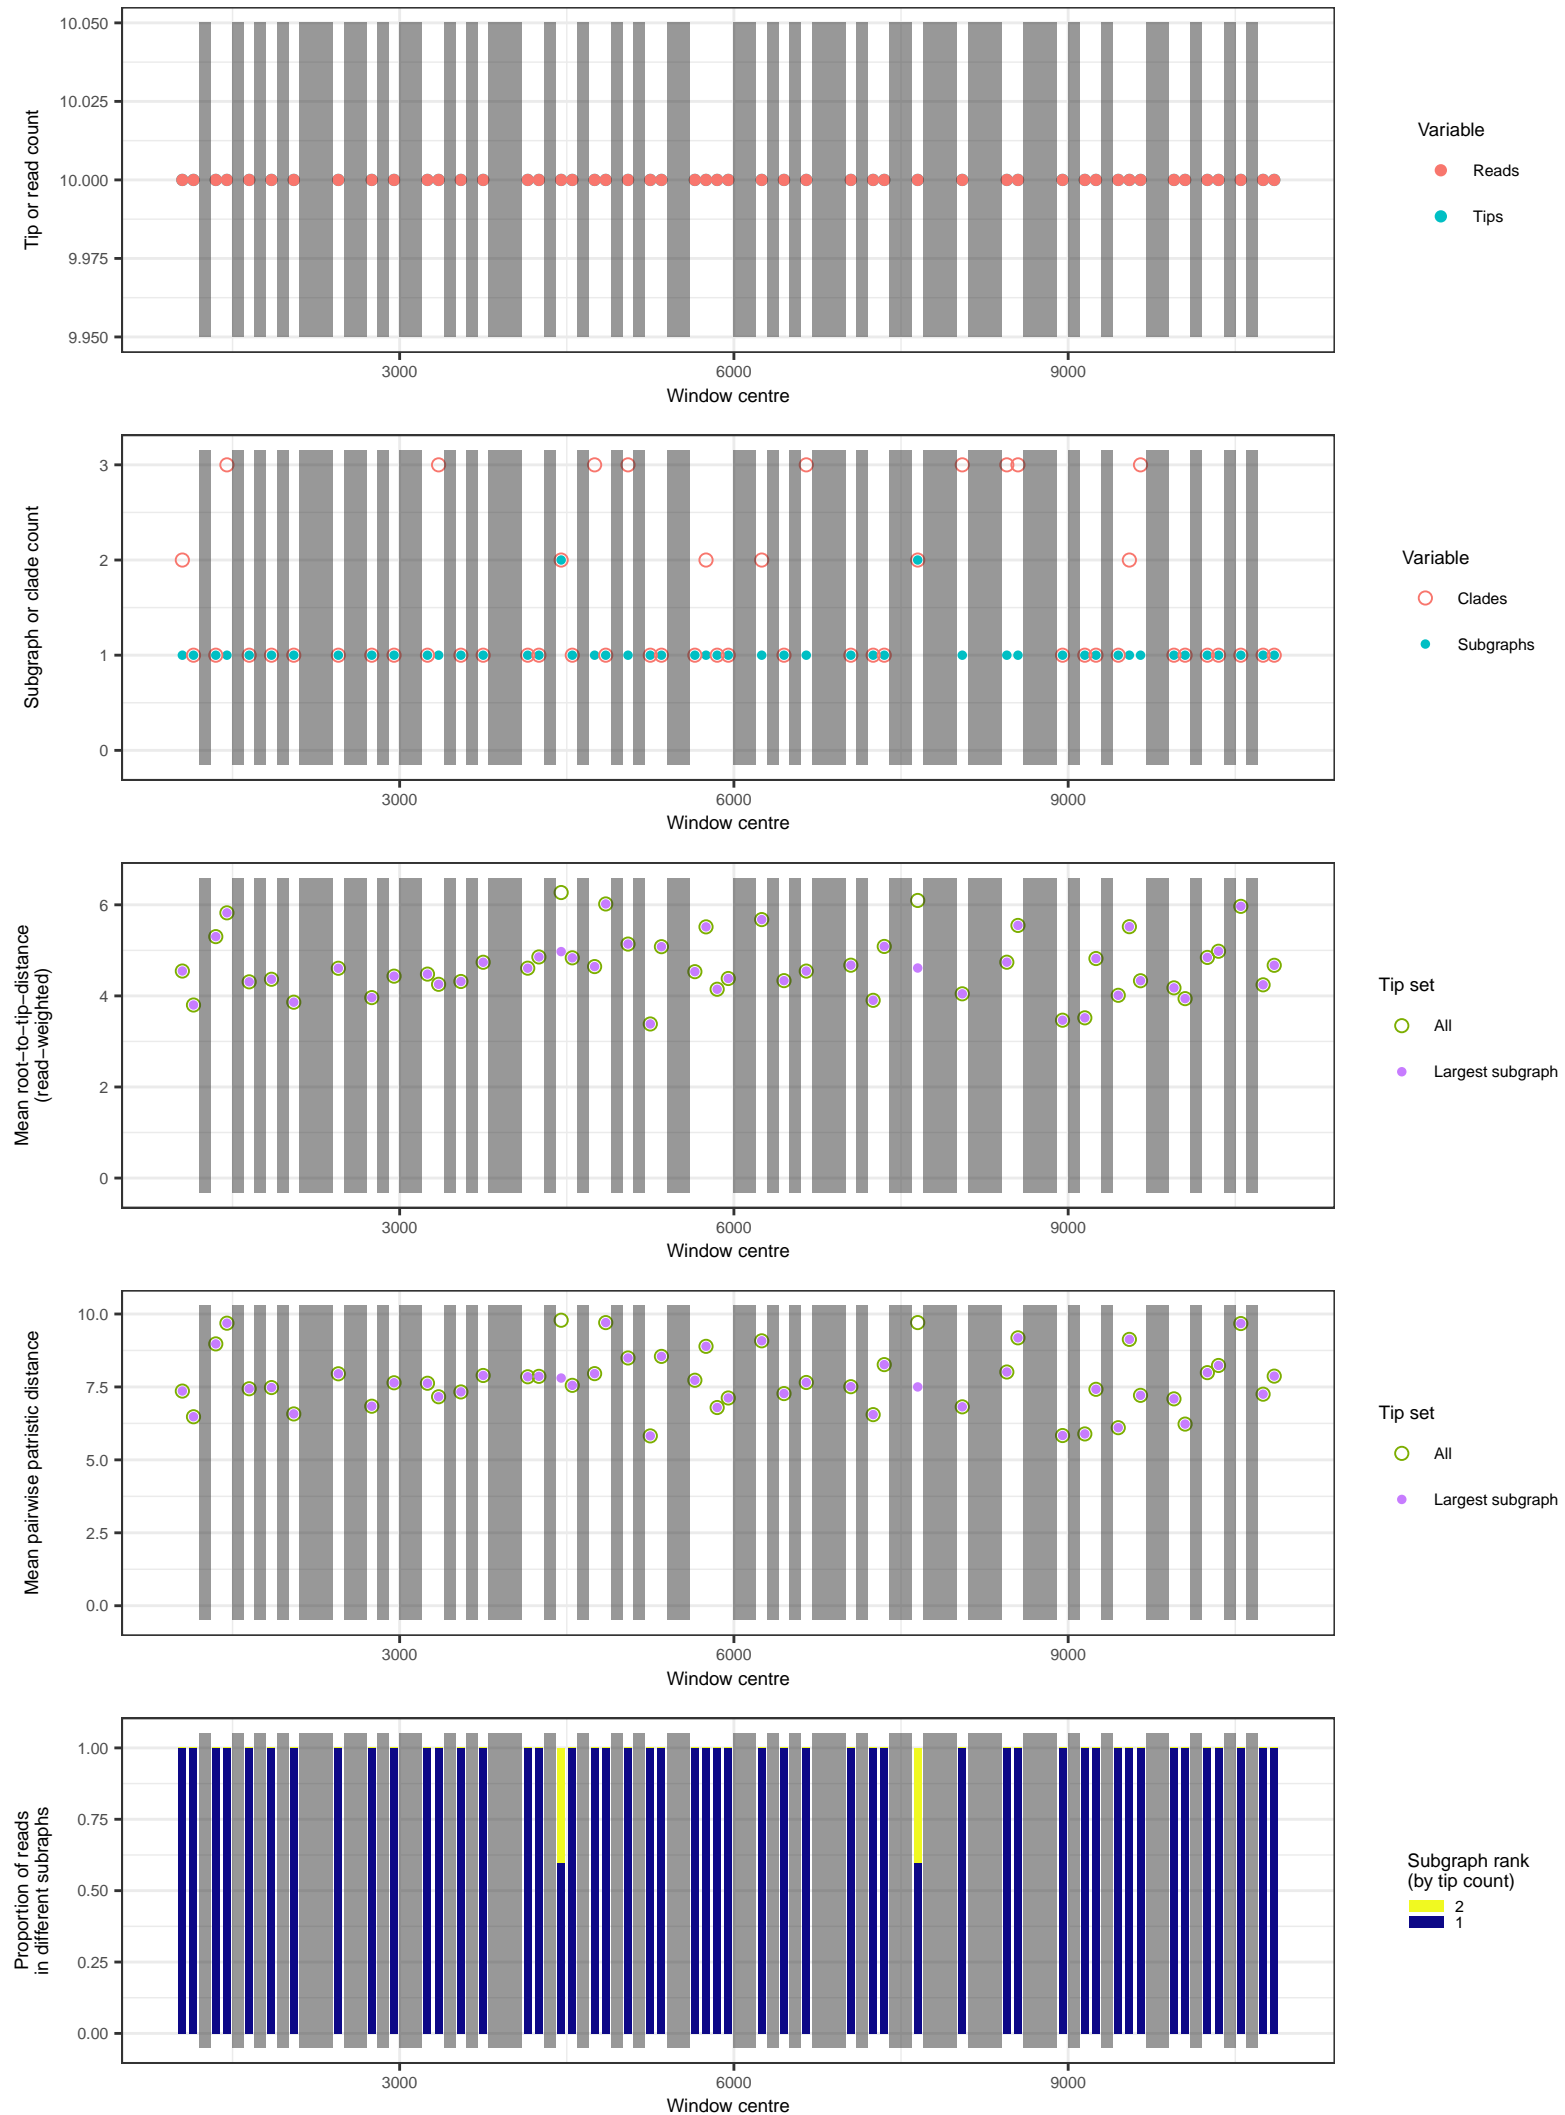 10.050
10.025
10.000
9.975
9.950
Tip or read count
3000
6000
9000
Window centre
Variable
Reads
Tips
3
2
1
0
Subgraph or clade count
3000
6000
9000
Window centre
Variable
Clades
Subgraphs
6
4
2
0
Mean root−to−tip−distance
(read−weighted)
3000
6000
9000
Window centre
Tip set
All
Largest subgraph
10.0
7.5
5.0
2.5
0.0
Mean pairwise patristic distance
3000
6000
9000
Window centre
Tip set
All
Largest subgraph
1.00
0.75
0.50
0.25
0.00
Proportion of reads
in different subraphs
3000
6000
9000
Window centre
Subgraph rank
(by tip count)
2
1